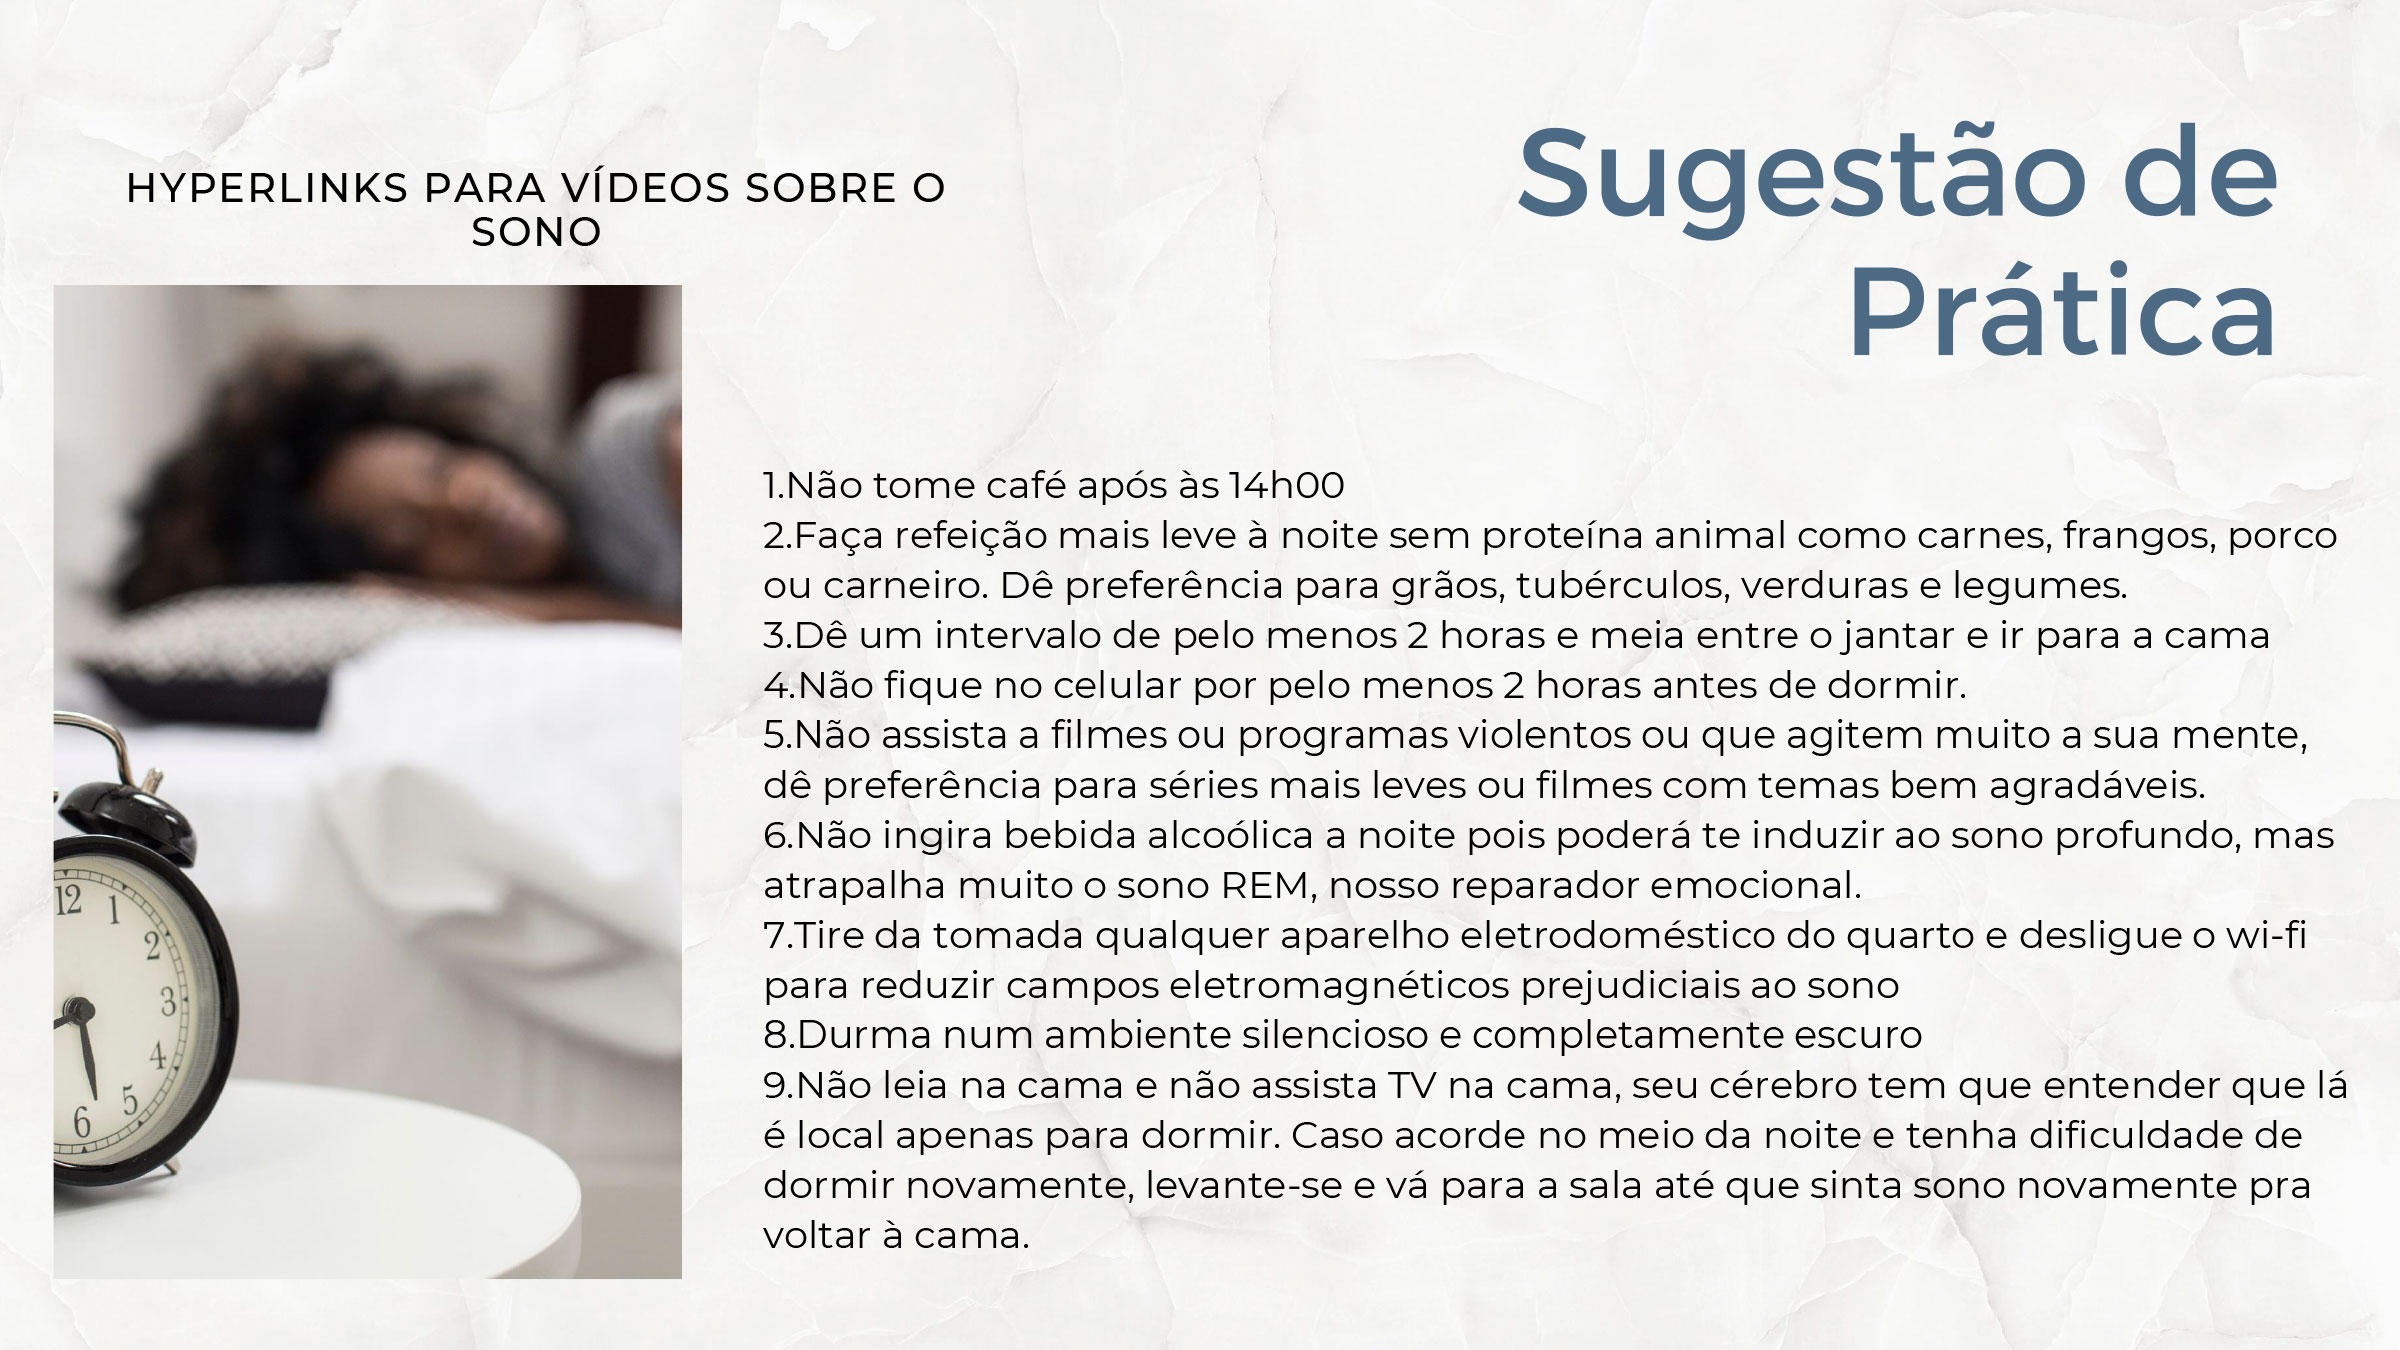 HYPERLINKS PARA VÍDEOS SOBRE O
SONO
Sugestão de
Prática
1.Não tome café após às 14h00
2.Faça refeição mais leve à noite sem proteína animal como carnes, frangos, porco
ou carneiro. Dê preferência para grãos, tubérculos, verduras e legumes.
3.Dê um intervalo de pelo menos 2 horas e meia entre o jantar e ir para a cama
4.Não fique no celular por pelo menos 2 horas antes de dormir.
5.Não assista a filmes ou programas violentos ou que agitem muito a sua mente,
dê preferência para séries mais leves ou filmes com temas bem agradáveis.
6.Não ingira bebida alcoólica a noite pois poderá te induzir ao sono profundo, mas
atrapalha muito o sono REM, nosso reparador emocional.
7.Tire da tomada qualquer aparelho eletrodoméstico do quarto e desligue o wi-fi
para reduzir campos eletromagnéticos prejudiciais ao sono
8.Durma num ambiente silencioso e completamente escuro
9.Não leia na cama e não assista TV na cama, seu cérebro tem que entender que lá
é local apenas para dormir. Caso acorde no meio da noite e tenha dificuldade de
dormir novamente, levante-se e vá para a sala até que sinta sono novamente pra
voltar à cama.
12
1
2
3
4
5
6